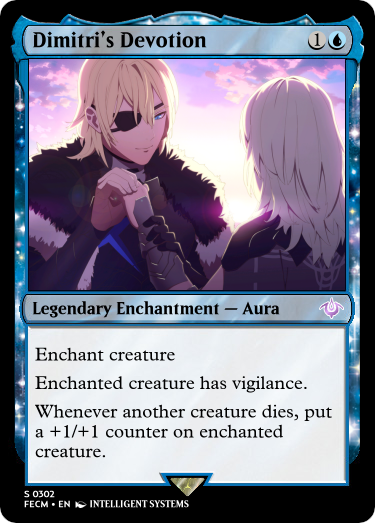 Dimitri's Devotion 1
Legendary Enchantment — Aura
Enchant creature
Enchanted creature has vigilance.
Whenever another creature dies, put
a +1/+1 counter on enchanted
creature.
S 0302
FECM • EN INTELLIGENT SYSTEMS